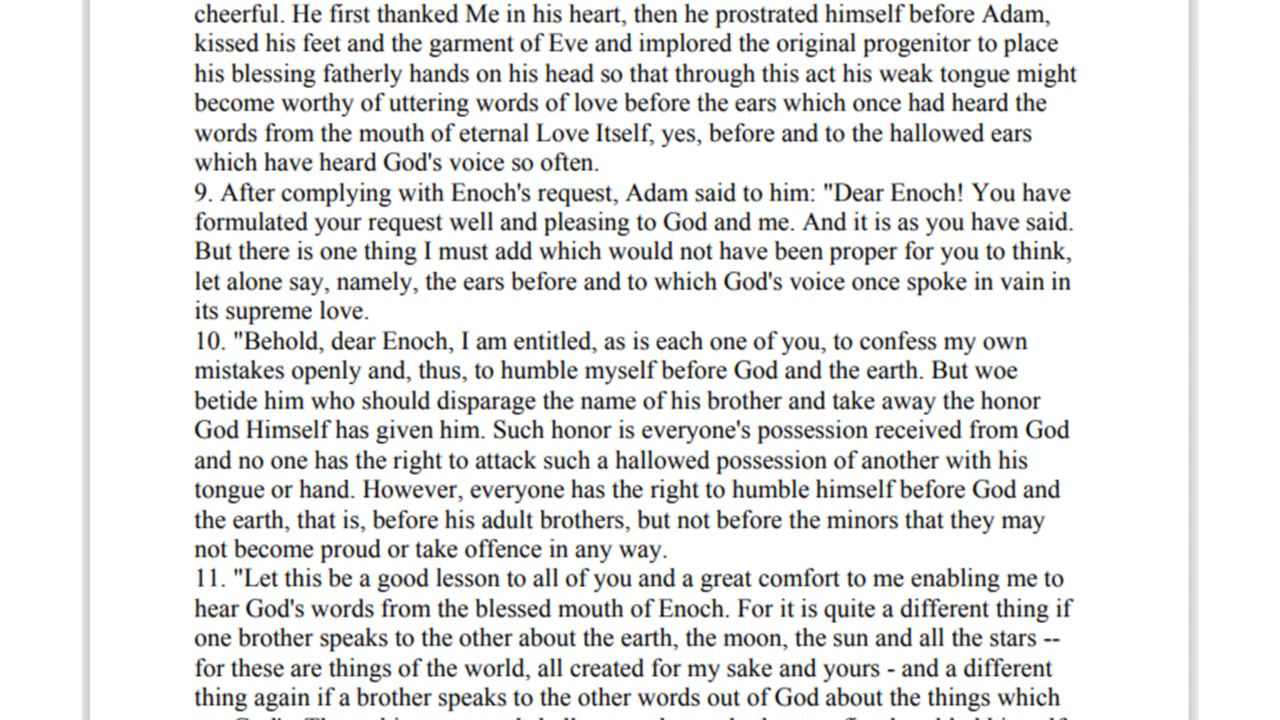 cheerful. He first thanked Me in his heart, then he prostrated himself before Adam,
kissed his feet and the garment of Eve and implored the original progenitor to place
his blessing fatherly hands on his head so that through this act his weak tongue might
become worthy of uttering words of love before the ears which once had heard the
words from the mouth of eternal Love Itself, yes, before and to the hallowed ears
which have heard God's voice so often.
9. After complying with Enoch's request, Adam said to him: "Dear Enoch! You have
formulated your request well and pleasing to God and me. And it is as you have said.
But there is one thing I must add which would not have been proper for you to think,
let alone say, namely, the ears before and to which God's voice once spoke in vain in
its supreme love.
10. "Behold, dear Enoch, I am entitled, as is each one of you, to confess my own
mistakes openly and, thus, to humble myself before God and the earth. But woe
betide him who should disparage the name of his brother and take away the honor
God Himself has given him. Such honor is everyone's possession received from God
and no one has the right to attack such a hallowed possession of another with his
tongue or hand. However, everyone has the right to humble himself before God and
the earth, that is, before his adult brothers, but not before the minors that they may
not become proud or take offence in any way.
11. "Let this be a good lesson to all of you and a great comfort to me enabling me to
hear God's words from the blessed mouth of Enoch. For it is quite a different thing if
one brother speaks to the other about the earth, the moon, the sun and all the stars --
for these are things of the world, all created for my sake and yours - and a different
thing again if a brother speaks to the other words out of God about the things which